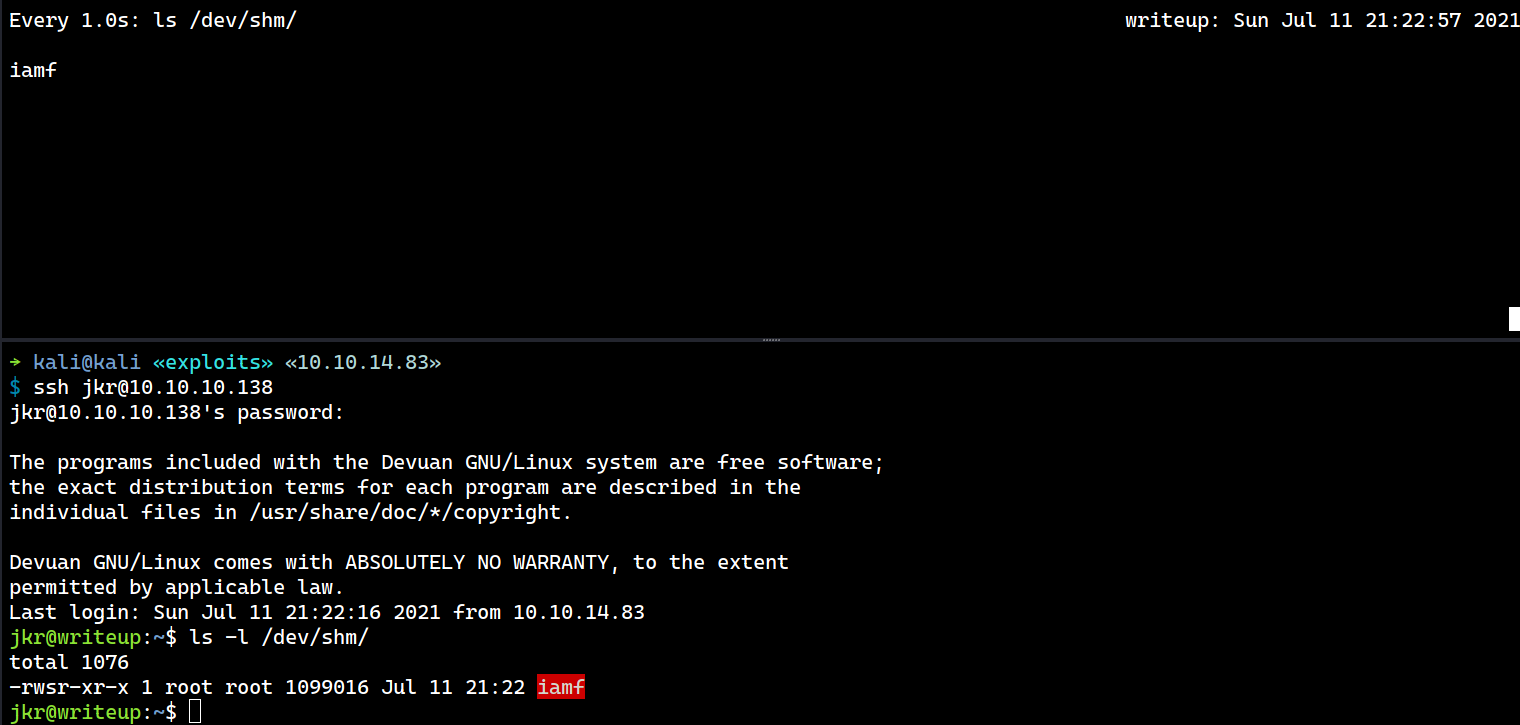 Every 1.0s: ls /dev/shm/ writeup: Sun Jul 11 21:22:57 2021
iamf
→ kali@kali «exploits» «10.10.14.83»
$ ssh jkr@10.10.10.138
jkr@10.10.10.138's password:
The programs included with the Devuan GNU/Linux system are free software;
the exact distribution terms for each program are described in the
individual files in /usr/share/doc/*/copyright.
Devuan GNU/Linux comes with ABSOLUTELY NO WARRANTY, to the extent
permitted by applicable law.
Last login: Sun Jul 11 21:22:16 2021 from 10.10.14.83
jkr@writeup:~$ ls -l /dev/shm/
total 1076
-rwsr-xr-x 1 root root 1099016 Jul 11 21:22 iamf
jkr@writeup:~$